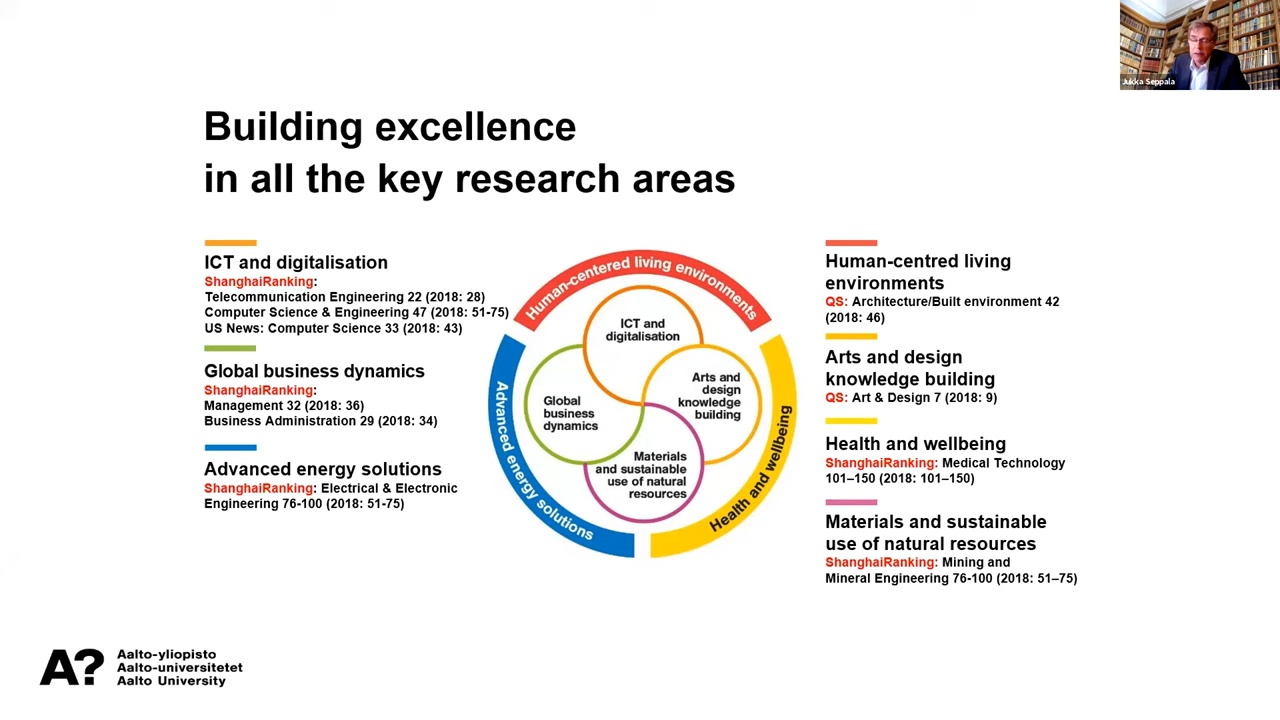 Jukka Seppala
Building excellence
in all the key research areas
ICT and digitalisation
ShanghaiRanking:
Telecommunication Engineering 22 (2018: 28)
Computer Science & Engineering 47 (2018: 51-75)
US News: Computer Science 33 (2018: 43)
Global business dynamics
ShanghaiRanking:
Management 32 (2018: 36)
Business Administration 29 (2018: 34)
Advanced energy solutions
ShanghaiRanking: Electrical & Electronic
Engineering 76-100 (2018: 51-75)
Human-centered living environments
ICT and
digitalisation
Arts and
design
knowledge
building
Global
business
dynamics
Materials
and sustainable
use of natural
resources
Advanced energy solutions
Health and wellbeing
Human-centred living
environments
QS: Architecture/Built environment 42
(2018: 46)
Arts and design
knowledge building
QS: Art & Design 7 (2018: 9)
Health and wellbeing
ShanghaiRanking: Medical Technology
101–150 (2018: 101–150)
Materials and sustainable
use of natural resources
ShanghaiRanking: Mining and
Mineral Engineering 76-100 (2018: 51–75)
A?
Aalto-yliopisto
Aalto-universitetet
Aalto University